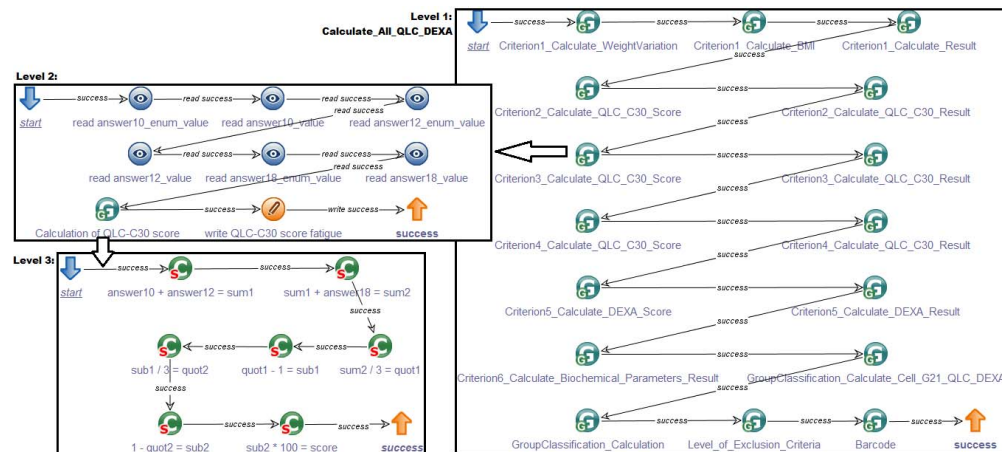 Level 1:
Calculate_All_QLC_DEXA
success success success
start Criterion1_Calculate_WeightVariation Criterion1_Calculate_BMI Criterion1_Calculate_Result
success
success
Criterion2_Calculate_QLC_C30_Score Criterion2_Calculate_QLC_C30_Result
success
success
Criterion3_Calculate_QLC_C30_Score Criterion3_Calculate_QLC_C30_Result
success
success
Criterion4_Calculate_QLC_C30_Score Criterion4_Calculate_QLC_C30_Result
success
success
Criterion5_Calculate_DEXA_Score Criterion5_Calculate_DEXA_Result
success
success
Criterion6_Calculate_Biochemical_Parameters_Result GroupClassification_Calculate_Cell_G21_QLC_DEXA
success
success success success
GroupClassification_Calculation Level_of_Exclusion_Criteria Barcode success
Level 2:
success read success read success
start read answer10_enum_value read answer10_value read answer12_enum_value
read success
read success read success
read answer12_value read answer18_enum_value read answer18_value
read success
success write success
Calculation of QLC-C30 score write QLC-C30 score fatigue success
Level 3:
success success
start answer10 + answer12 = sum1 sum1 + answer18 = sum2
success
success success
sub1 / 3 = quot2 quot1 - 1 = sub1 sum2 / 3 = quot1
success
success success
1 - quot2 = sub2 sub2 * 100 = score success